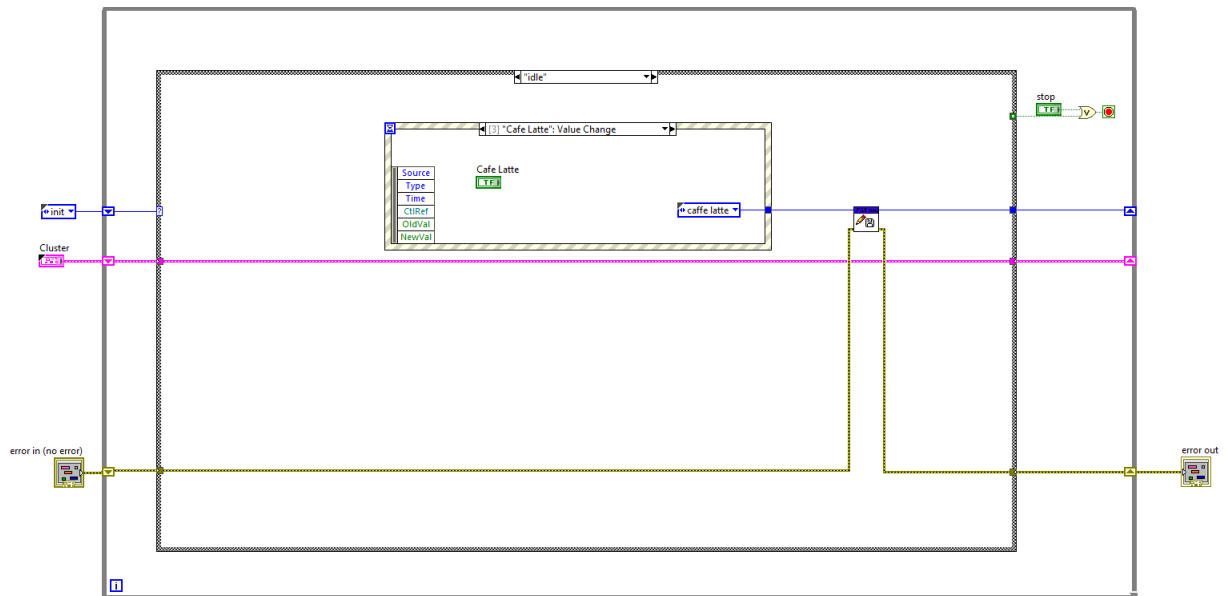 "idle"
stop
TF
V
[3] "Cafe Latte": Value Change
Source
Type
Time
CtlRef
OldVal
NewVal
Cafe Latte
TF
caffe latte
init
?
Cluster
error in (no error)
error out
i